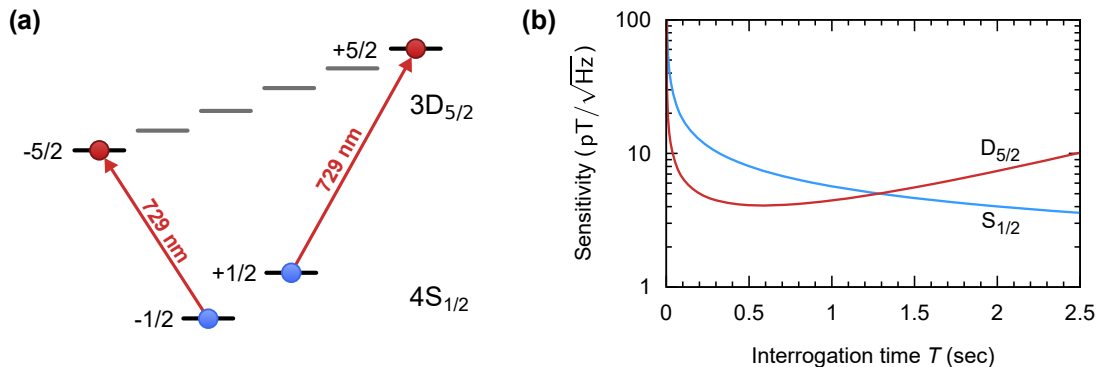 (a)
+5/2
3D5/2
-5/2
729 nm
729 nm
+1/2
4S1/2
-1/2
(b)
Sensitivity (pT/√Hz)
100
10
1
D5/2
S1/2
0 0.5 1 1.5 2 2.5
Interrogation time T (sec)